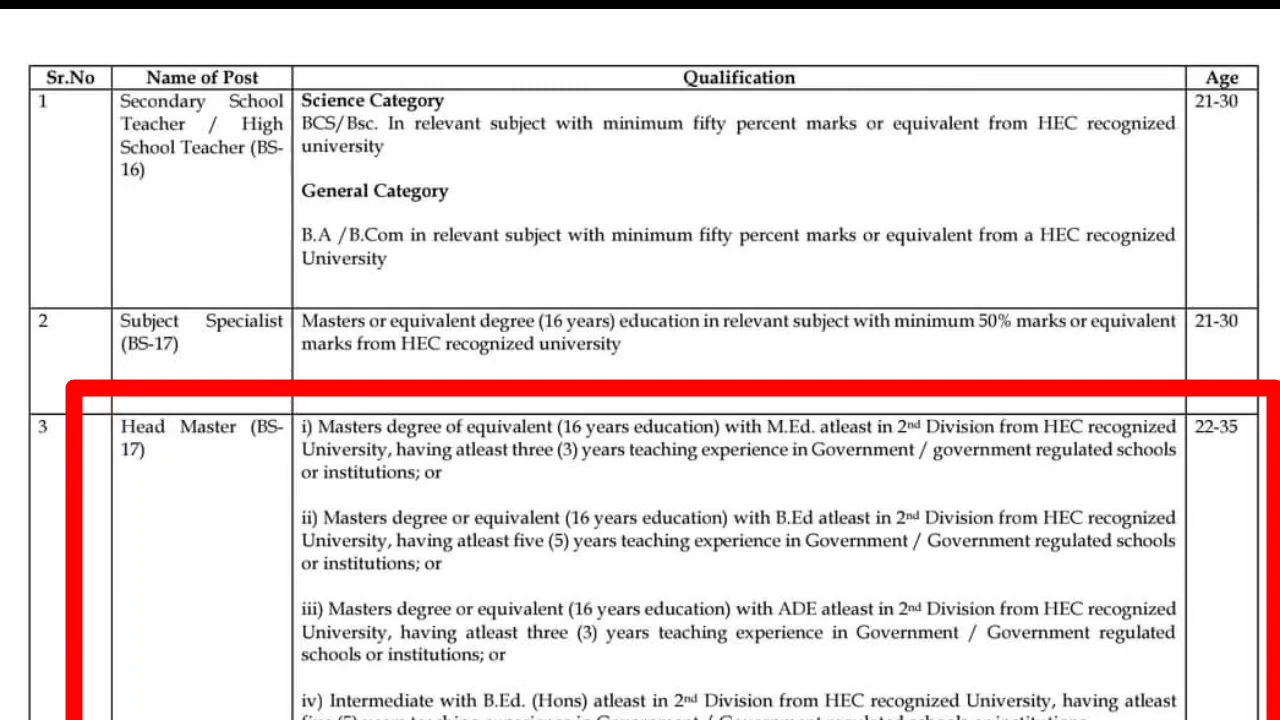 Sr.No Name of Post Qualification Age
1 Secondary School Teacher / High School Teacher (BS-16) Science Category 21-30
BCS/Bsc. In relevant subject with minimum fifty percent marks or equivalent from HEC recognized
university
General Category
B.A /B.Com in relevant subject with minimum fifty percent marks or equivalent from a HEC recognized
University
2 Subject Specialist (BS-17) Masters or equivalent degree (16 years) education in relevant subject with minimum 50% marks or equivalent 21-30
marks from HEC recognized university
3 Head Master (BS-17) i) Masters degree of equivalent (16 years education) with M.Ed. atleast in 2nd Division from HEC recognized 22-35
University, having atleast three (3) years teaching experience in Government / government regulated schools
or institutions; or
ii) Masters degree or equivalent (16 years education) with B.Ed atleast in 2nd Division from HEC recognized
University, having atleast five (5) years teaching experience in Government / Government regulated schools
or institutions; or
iii) Masters degree or equivalent (16 years education) with ADE atleast in 2nd Division from HEC recognized
University, having atleast three (3) years teaching experience in Government / Government regulated
schools or institutions; or
iv) Intermediate with B.Ed. (Hons) atleast in 2nd Division from HEC recognized University, having atleast